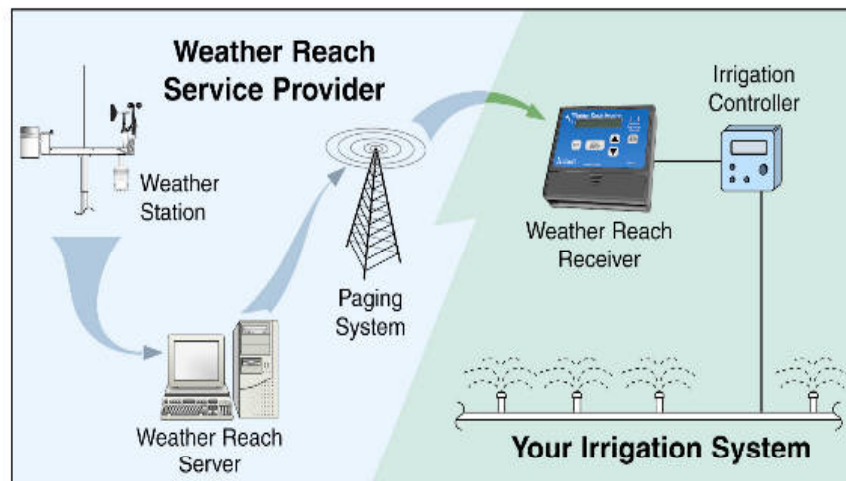 Weather Reach
Service Provider
Irrigation
Controller
Weather
Station
Weather Reach
Receiver
Paging
System
Weather Reach
Server
Your Irrigation System